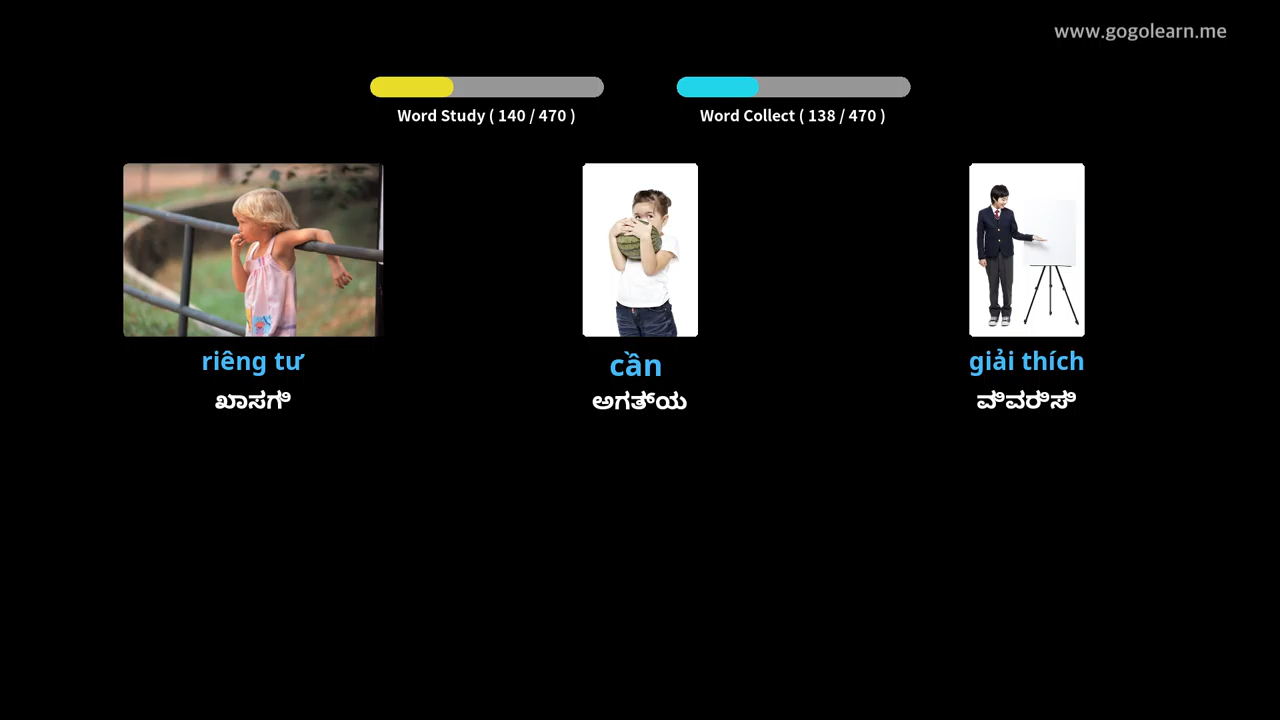 www.gogolearn.me
Word Study ( 140 / 470 )
Word Collect ( 138 / 470 )
riêng tư
cần
giải thích
ಖಾಸಗಿ
ಅಗತ್ಯ
ವಿವರಿಸಿ